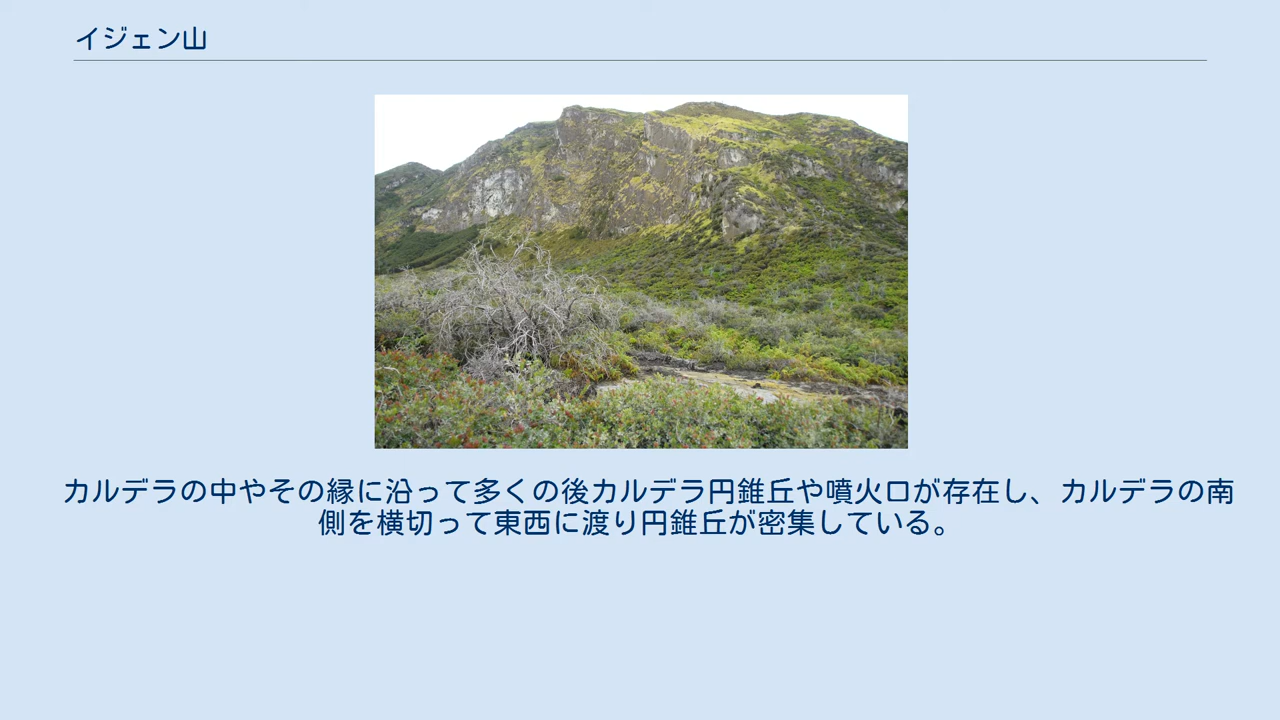 イジェン山
カルデラの中やその縁に沿って多くの後カルデラ円錐丘や噴火口が存在し、カルデラの南
側を横切って東西に渡り円錐丘が密集している。